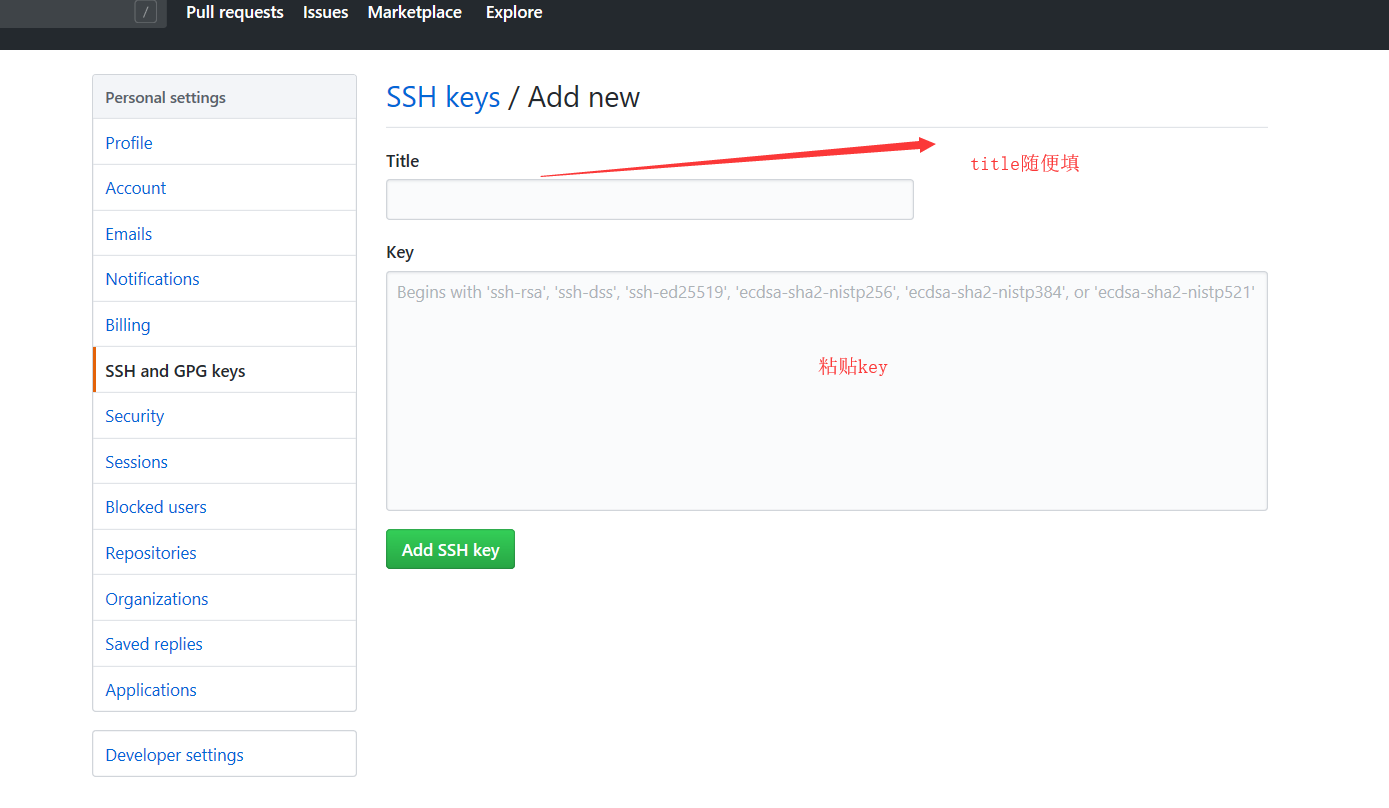 /
Pull requests Issues Marketplace Explore
Personal settings
Profile
Account
Emails
Notifications
Billing
SSH and GPG keys
Security
Sessions
Blocked users
Repositories
Organizations
Saved replies
Applications
Developer settings
SSH keys / Add new
Title
title随便填
Key
Begins with 'ssh-rsa', 'ssh-dss', 'ssh-ed25519', 'ecdsa-sha2-nistp256', 'ecdsa-sha2-nistp384', or 'ecdsa-sha2-nistp521'
粘贴key
Add SSH key